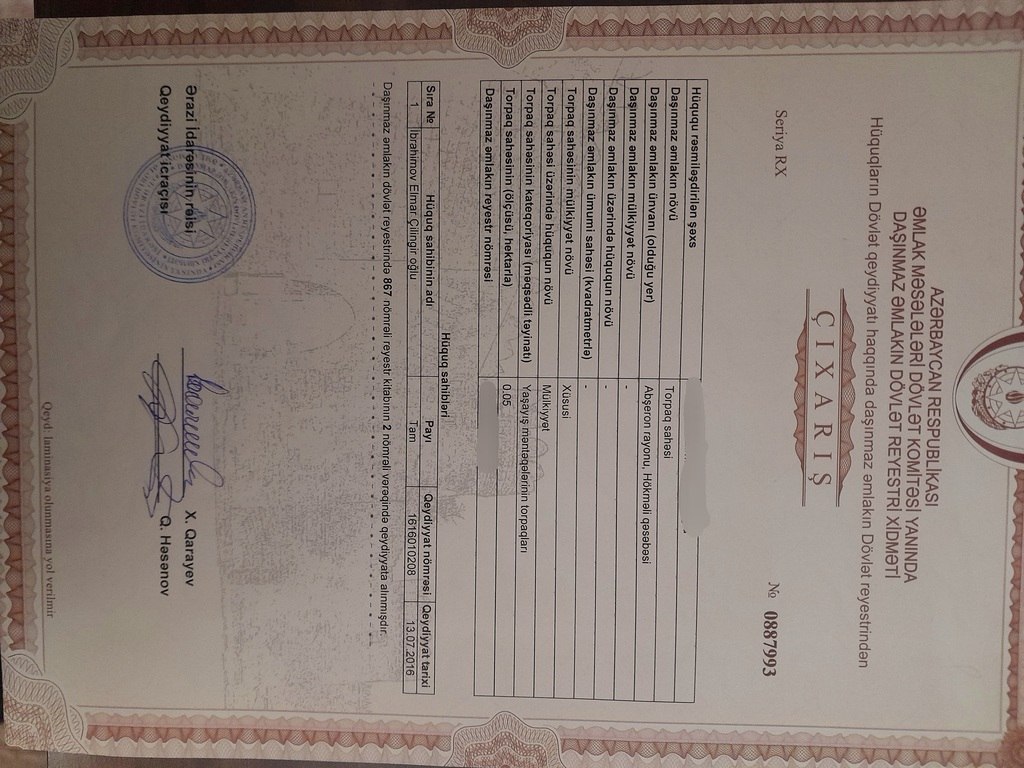 AZƏRBAYCAN RESPUBLİKASI
ƏMLAK MƏSƏLƏLƏRİ DÖVLƏT KOMİTƏSİ YANINDA
DAŞINMAZ ƏMLAKIN DÖVLƏT REYESTRİ XİDMƏTİ
Hüquqların Dövlət qeydiyyatı haqqında daşınmaz əmlakın Dövlət reyestrindən
ÇIXARIŞ
Seriya RX № 0887993
Hüququ rəsmiləşdirilən şəxs
Daşınmaz əmlakın növü Torpaq sahəsi
Daşınmaz əmlakın ünvanı (olduğu yer) Abşeron rayonu, Hökməli qəsəbəsi
Daşınmaz əmlakın mülkiyyət növü -
Daşınmaz əmlakın üzərində hüququn növü -
Daşınmaz əmlakın ümumi sahəsi (kvadratmetrlə) -
Torpaq sahəsinin mülkiyyət növü Xüsusi
Torpaq sahəsi üzərində hüququn növü Mülkiyyət
Torpaq sahəsinin kateqoriyası (məqsədli təyinatı) Yaşayış məntəqələrinin torpaqları
Torpaq sahəsinin (ölçüsü, hektarla) 0.05
Daşınmaz əmlakın reyestr nömrəsi
Hüquq sahibləri
Sıra № Hüquq sahibinin adı Payı Qeydiyyat nömrəsi Qeydiyyat tarixi
1 İbrahimov Elmar Çilingir oğlu Tam 1616010208 13.07.2016
Daşınmaz əmlakın dövlət reyestrində 867 nömrəli reyestr kitabının 2 nömrəli vərəqində qeydiyyata alınmışdır.
Ərazi İdarəsinin rəisi X. Qarayev
Qeydiyyat icraçısı Q. Həsənov
Qeyd: laminasiya olunmasına yol verilmir